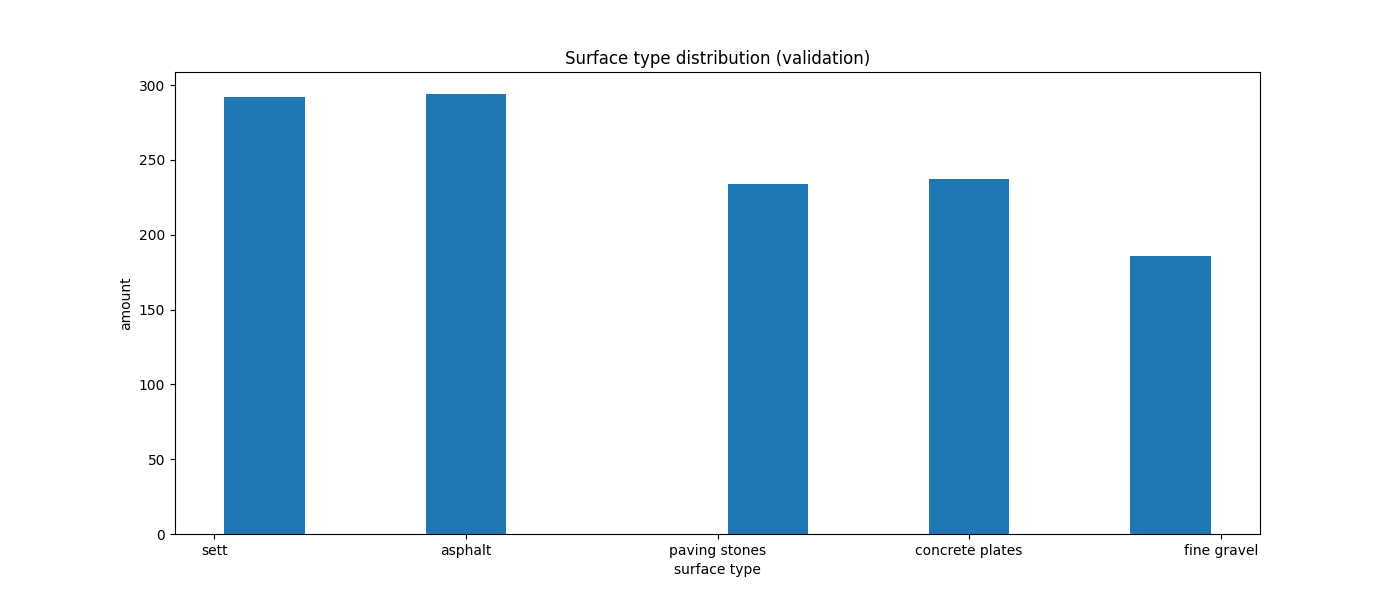 Surface type distribution (validation)
300
250
200
150
100
50
0
amount
sett asphalt paving stones concrete plates fine gravel
surface type